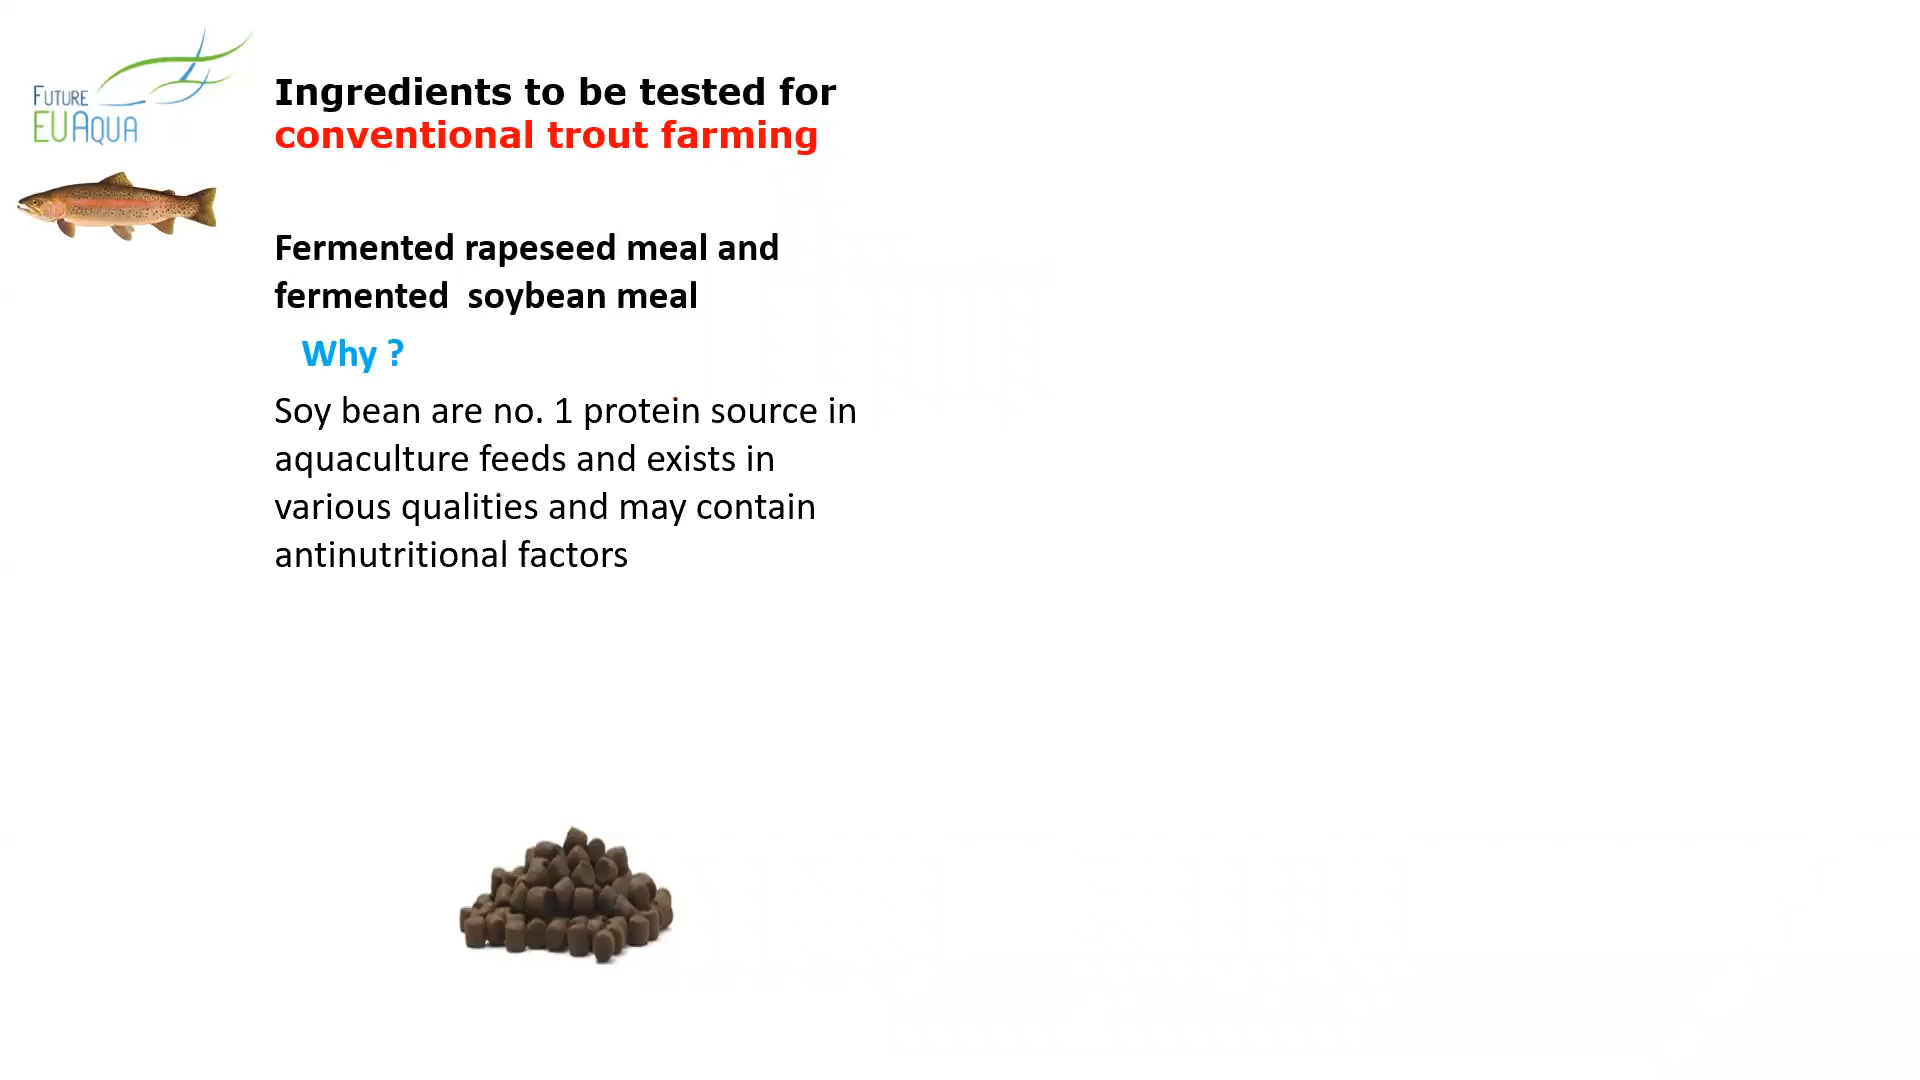 FUTURE
EUAQUA
Ingredients to be tested for
conventional trout farming
Fermented rapeseed meal and
fermented  soybean meal
Why ?
Soy bean are no. 1 protein source in
aquaculture feeds and exists in
various qualities and may contain
antinutritional factors